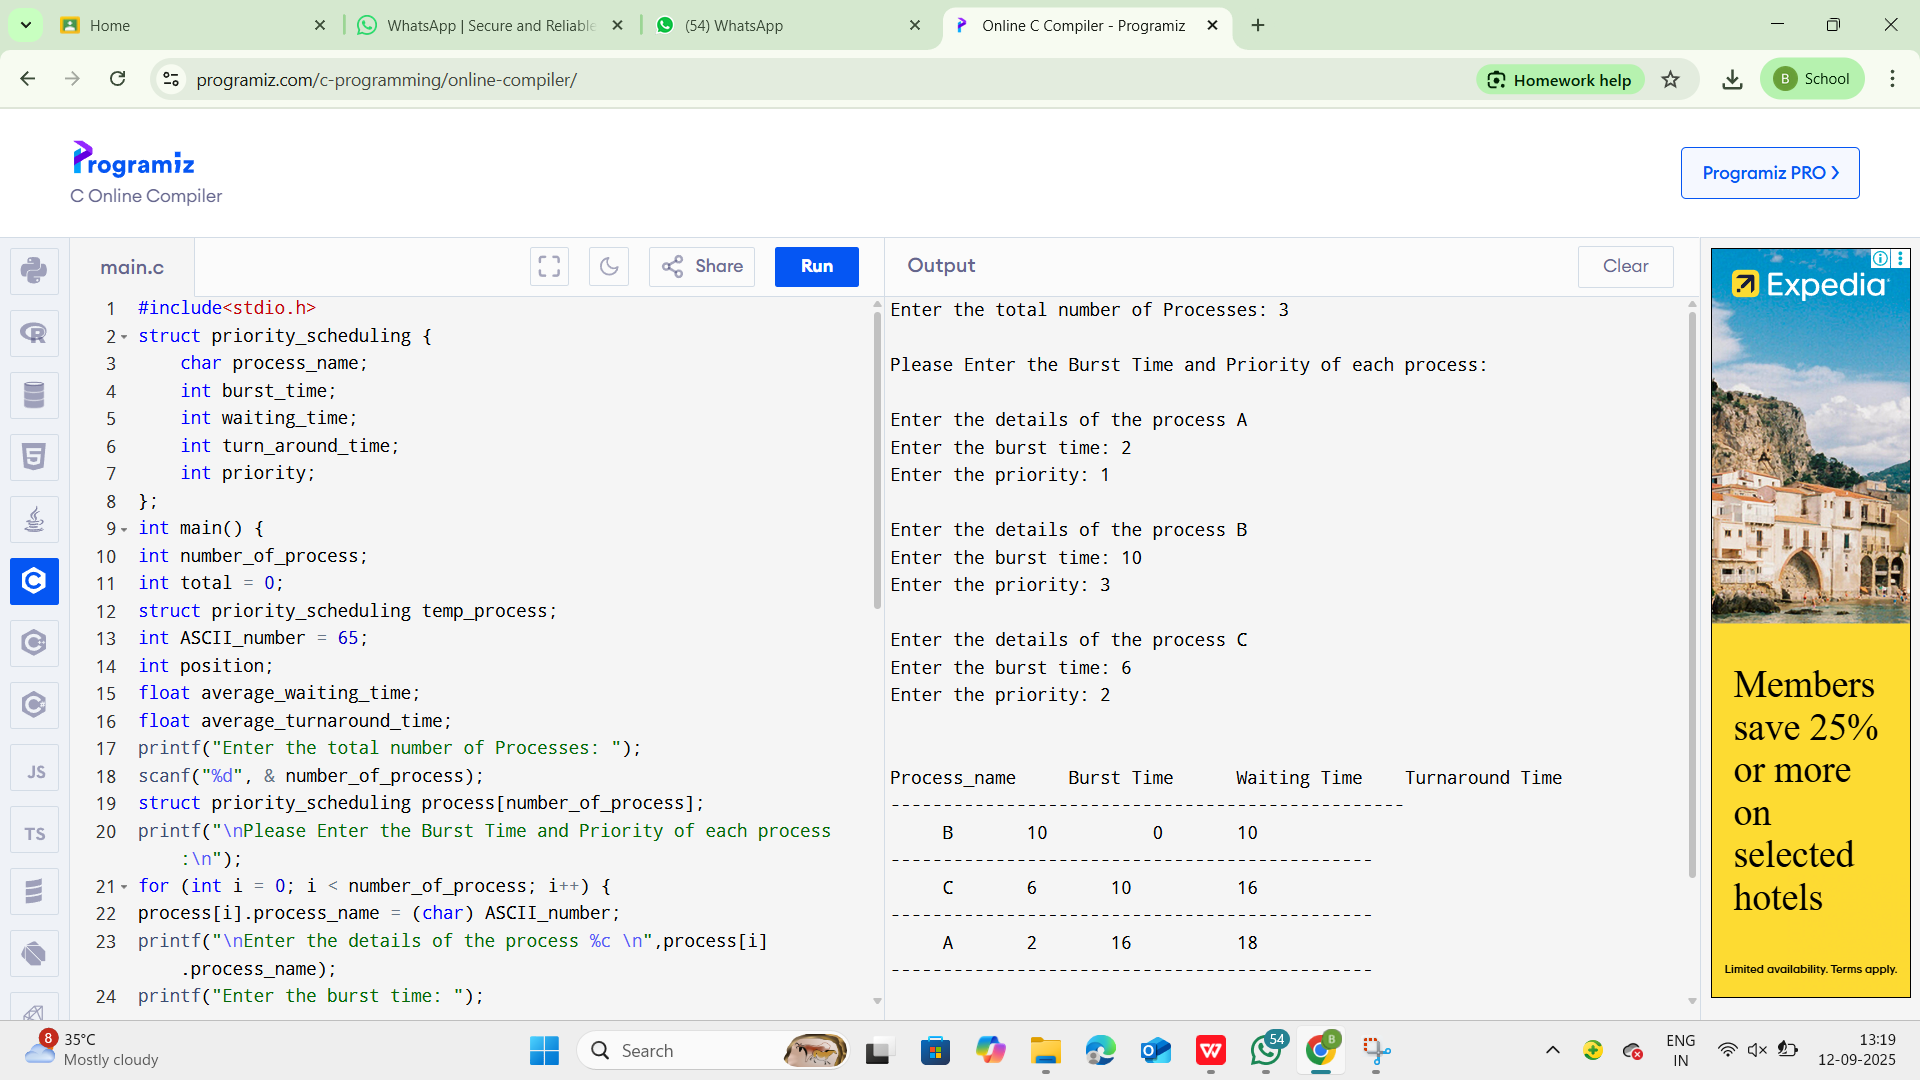 Home
WhatsApp | Secure and Reliable
(54) WhatsApp
Online C Compiler - Programiz
programiz.com/c-programming/online-compiler/
Homework help
B School
Programiz
C Online Compiler
Programiz PRO
main.c
Share
Run
Output
Clear
1 #include<stdio.h>
2 struct priority_scheduling {
3 char process_name;
4 int burst_time;
5 int waiting_time;
6 int turn_around_time;
7 int priority;
8 };
9 int main() {
10 int number_of_process;
11 int total = 0;
12 struct priority_scheduling temp_process;
13 int ASCII_number = 65;
14 int position;
15 float average_waiting_time;
16 float average_turnaround_time;
17 printf("Enter the total number of Processes: ");
18 scanf("%d", & number_of_process);
19 struct priority_scheduling process[number_of_process];
20 printf("\nPlease Enter the Burst Time and Priority of each process
:\n");
21 for (int i = 0; i < number_of_process; i++) {
22 process[i].process_name = (char) ASCII_number;
23 printf("\nEnter the details of the process %c \n",process[i]
.process_name);
24 printf("Enter the burst time: ");
Enter the total number of Processes: 3
Please Enter the Burst Time and Priority of each process:
Enter the details of the process A
Enter the burst time: 2
Enter the priority: 1
Enter the details of the process B
Enter the burst time: 10
Enter the priority: 3
Enter the details of the process C
Enter the burst time: 6
Enter the priority: 2
Process_name Burst Time Waiting Time Turnaround Time
-------------------------------------------------
B 10 0 10
----------------------------------------------
C 6 10 16
----------------------------------------------
A 2 16 18
----------------------------------------------
JS
TS
Expedia
Members
save 25%
or more
on
selected
hotels
Limited availability. Terms apply.
8
35°C
Mostly cloudy
Search
54
B
ENG
IN
13:19
12-09-2025